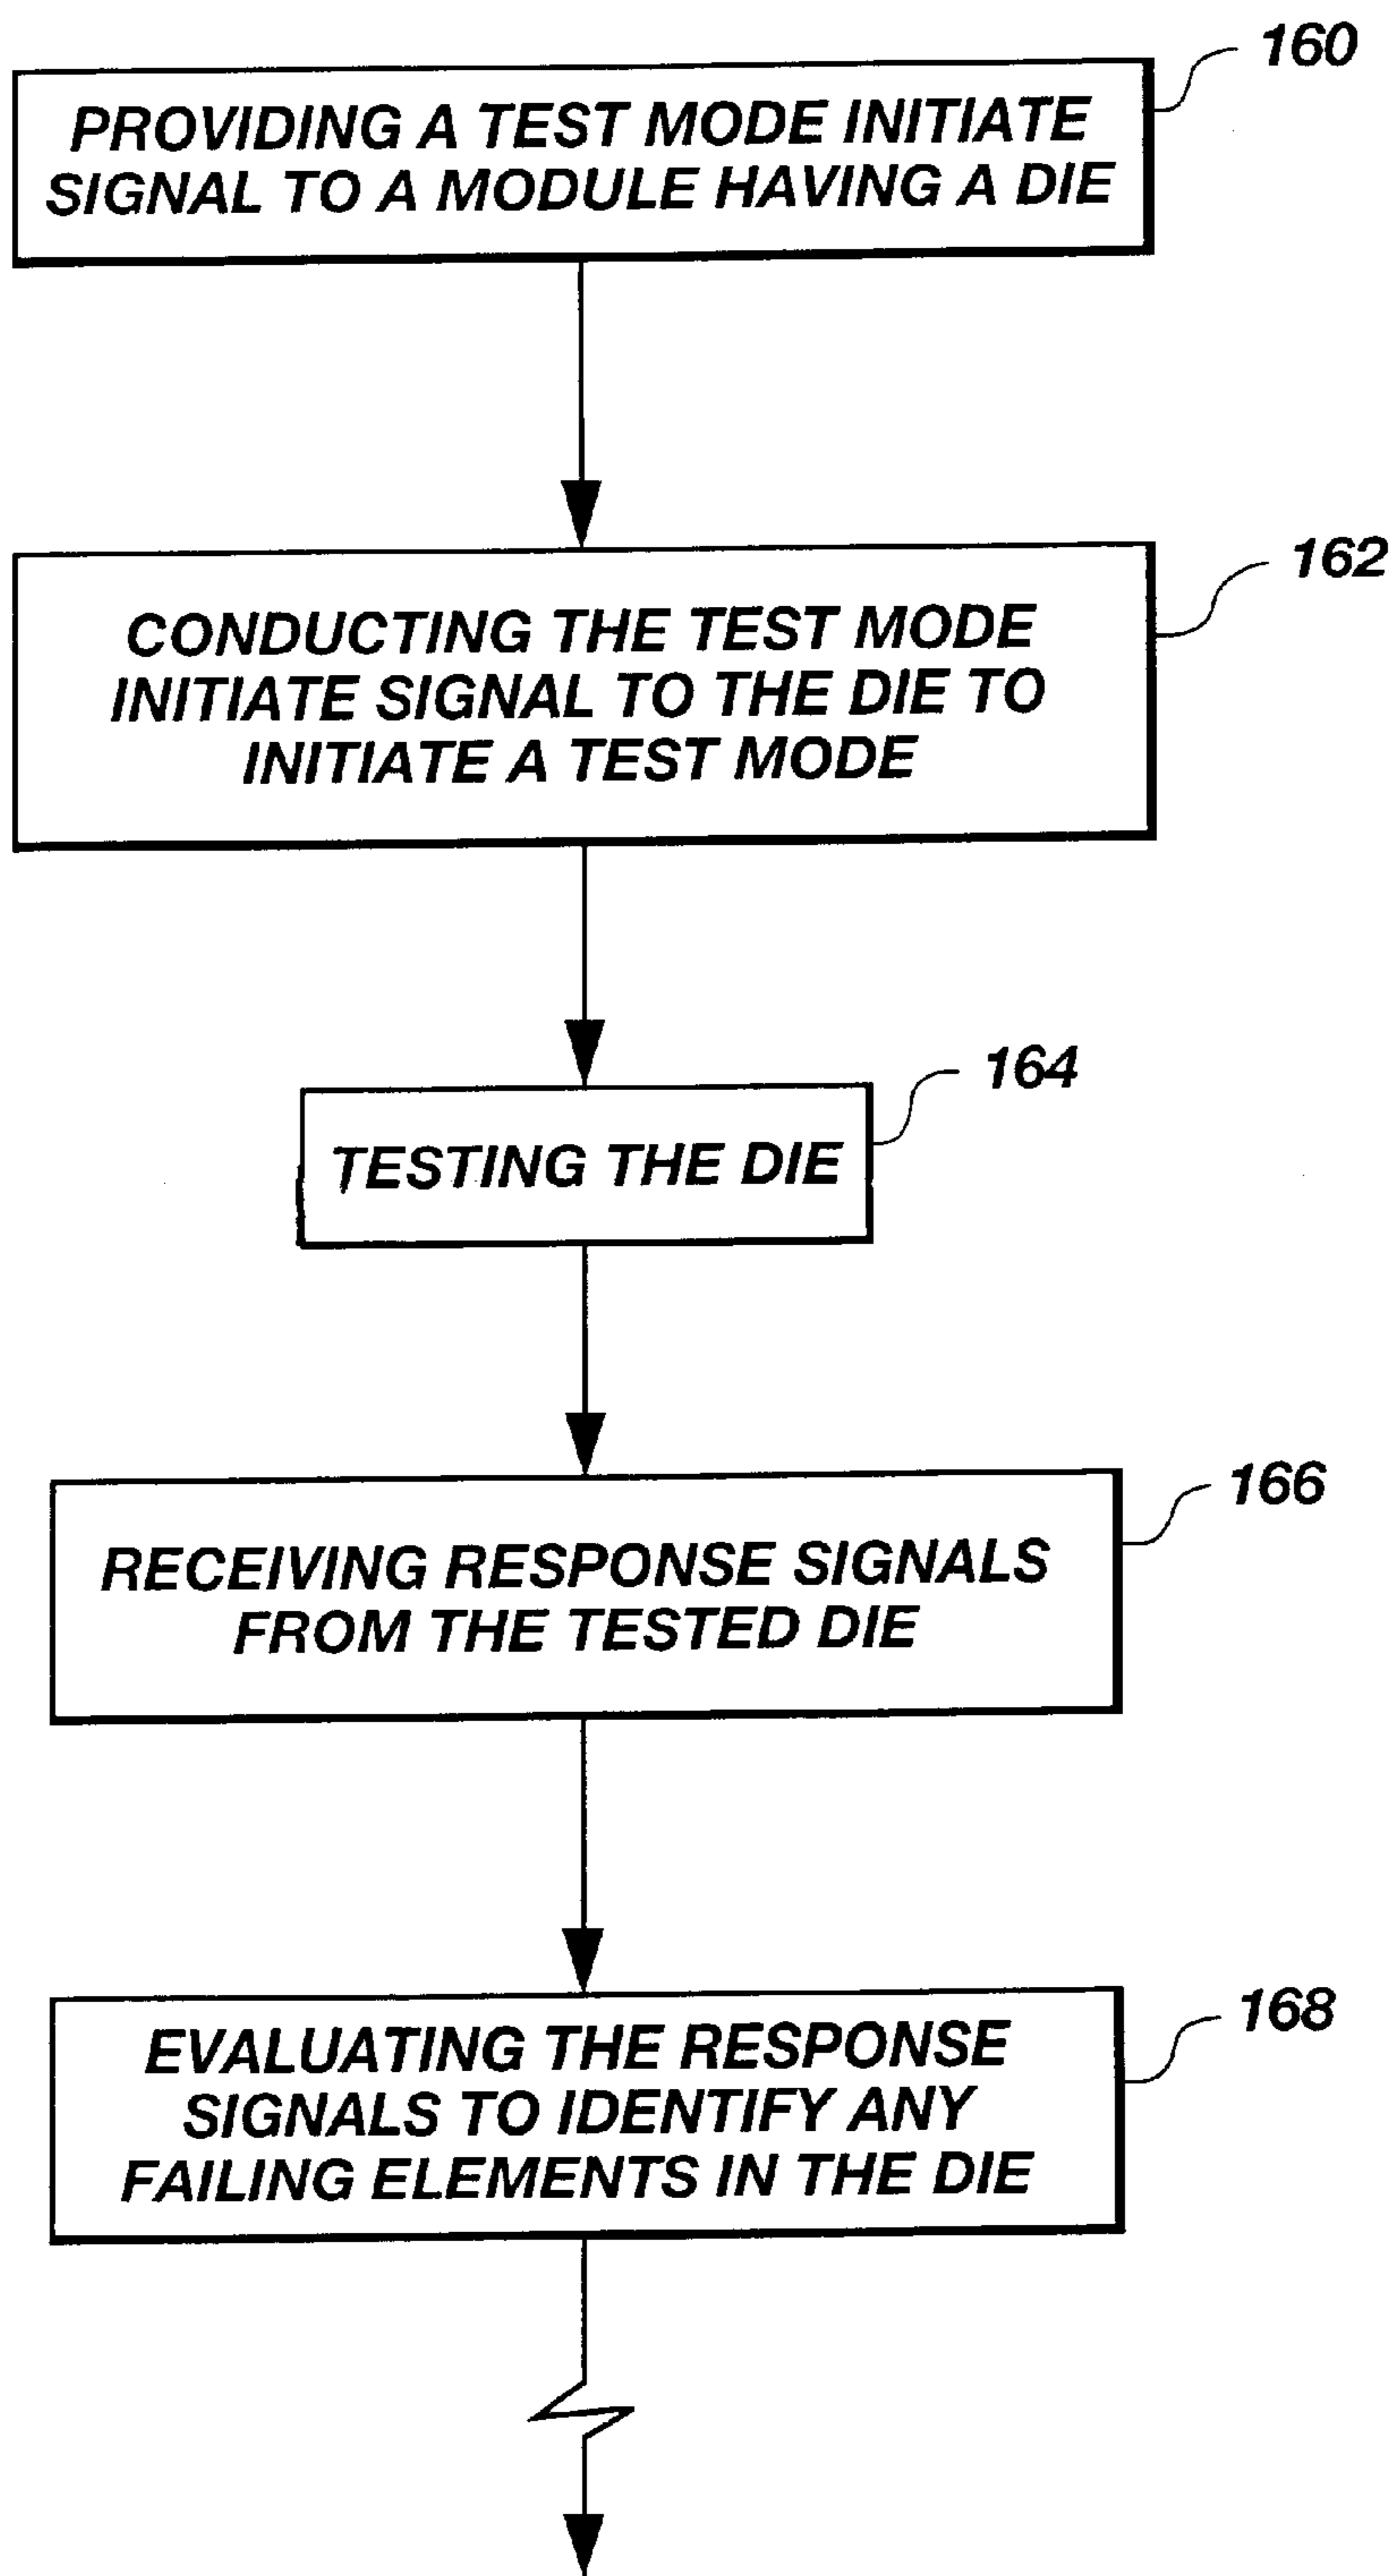 160
PROVIDING A TEST MODE INITIATE
SIGNAL TO A MODULE HAVING A DIE
162
CONDUCTING THE TEST MODE
INITIATE SIGNAL TO THE DIE TO
INITIATE A TEST MODE
164
TESTING THE DIE
166
RECEIVING RESPONSE SIGNALS
FROM THE TESTED DIE
168
EVALUATING THE RESPONSE
SIGNALS TO IDENTIFY ANY
FAILING ELEMENTS IN THE DIE